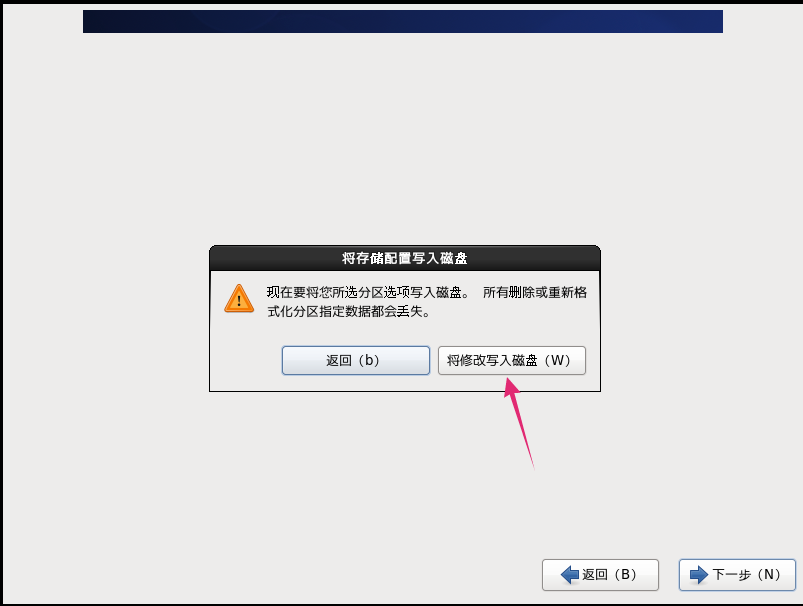 将存储配置写入磁盘
现在要将您所选分区选项写入磁盘。 所有删除或重新格
式化分区指定数据都会丢失。
返回（b）
将修改写入磁盘（W）
返回（B）
下一步（N）